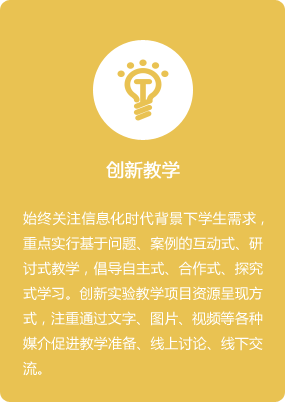 创新教学
始终关注信息化时代背景下学生需求，
重点实行基于问题、案例的互动式、研
讨式教学，倡导自主式、合作式、探究
式学习。创新实验教学项目资源呈现方
式，注重通过文字、图片、视频等各种
媒介促进教学准备、线上讨论、线下交
流。